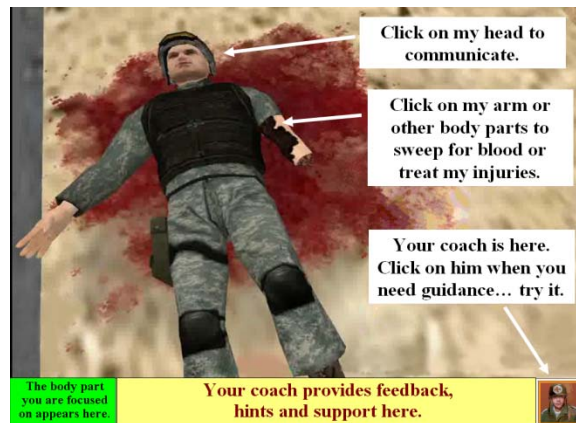 Click on my head to
communicate.
Click on my arm or
other body parts to
sweep for blood or
treat my injuries.
Your coach is here.
Click on him when you
need guidance… try it.
The body part
you are focused
on appears here.
Your coach provides feedback,
hints and support here.